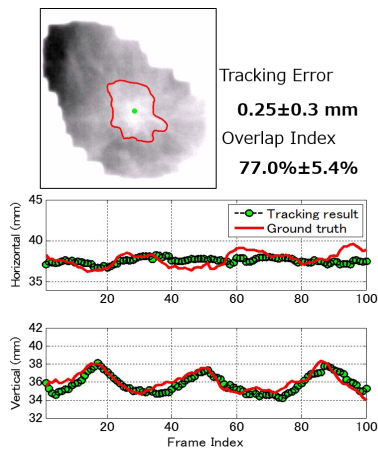 Tracking Error
0.25±0.3 mm
Overlap Index
77.0%±5.4%
Horizontal (mm)
45
40
35
Tracking result
Ground truth
20 40 60 80 100
Vertical (mm)
42
40
38
36
34
32
20 40 60 80 100
Frame Index